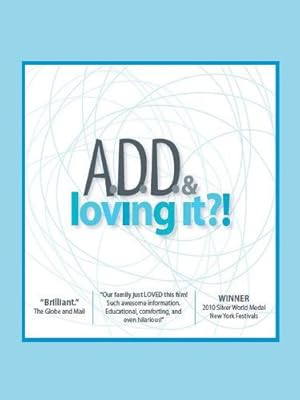 A.D.D. &
loving it?!
"Brilliant."
The Globe and Mail
"Our family just LOVED this film!
Such awesome information.
Educational, comforting, and
even hilarious!"
WINNER
2010 Silver World Medal
New York Festivals